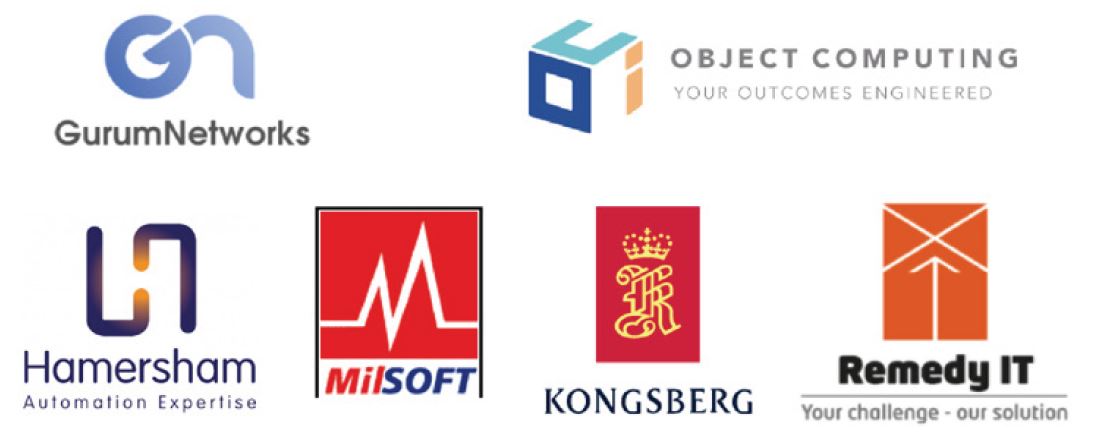 GurumNetworks
OBJECT COMPUTING
YOUR OUTCOMES ENGINEERED
Hamersham
Automation Expertise
MilSOFT
KONGSBERG
Remedy IT
Your challenge - our solution